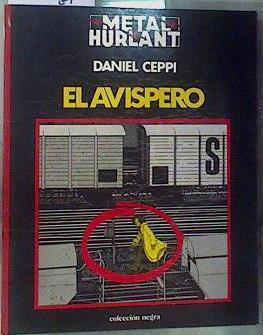 METAL
HURLANT
DANIEL CEPPI
EL AVISPERO
S
colección negra